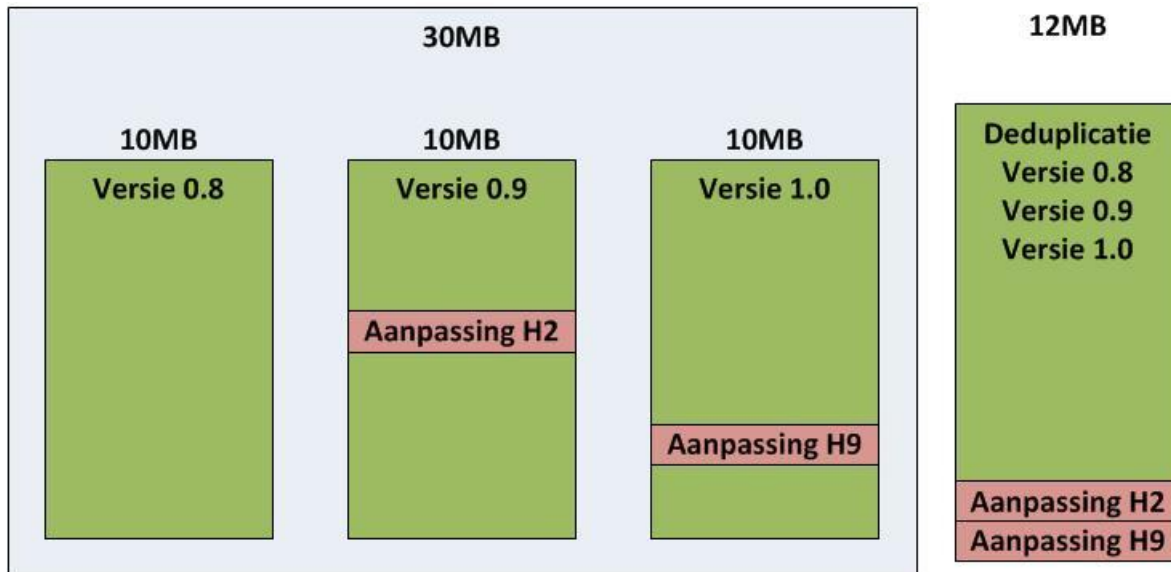 30MB
12MB
10MB
10MB
10MB
Versie 0.8
Versie 0.9
Aanpassing H2
Versie 1.0
Aanpassing H9
Deduplicatie
Versie 0.8
Versie 0.9
Versie 1.0
Aanpassing H2
Aanpassing H9